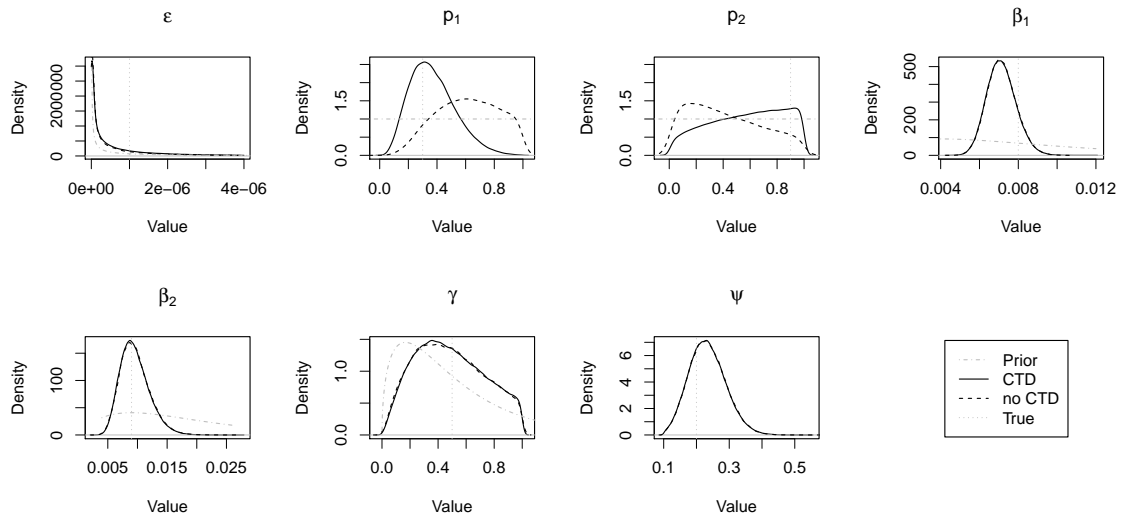 ε
p1
p2
β1
Density
0 2000000
0e+00 2e−06 4e−06
Value
Density
0.0 1.5
0.0 0.4 0.8
Value
Density
0.0 1.5
0.0 0.4 0.8
Value
Density
0 200 500
0.004 0.008 0.012
Value
β2
γ
ψ
Density
0 100
0.005 0.015 0.025
Value
Density
0.0 1.0
0.0 0.4 0.8
Value
Density
0 2 4 6
0.1 0.3 0.5
Value
Prior
CTD
no CTD
True